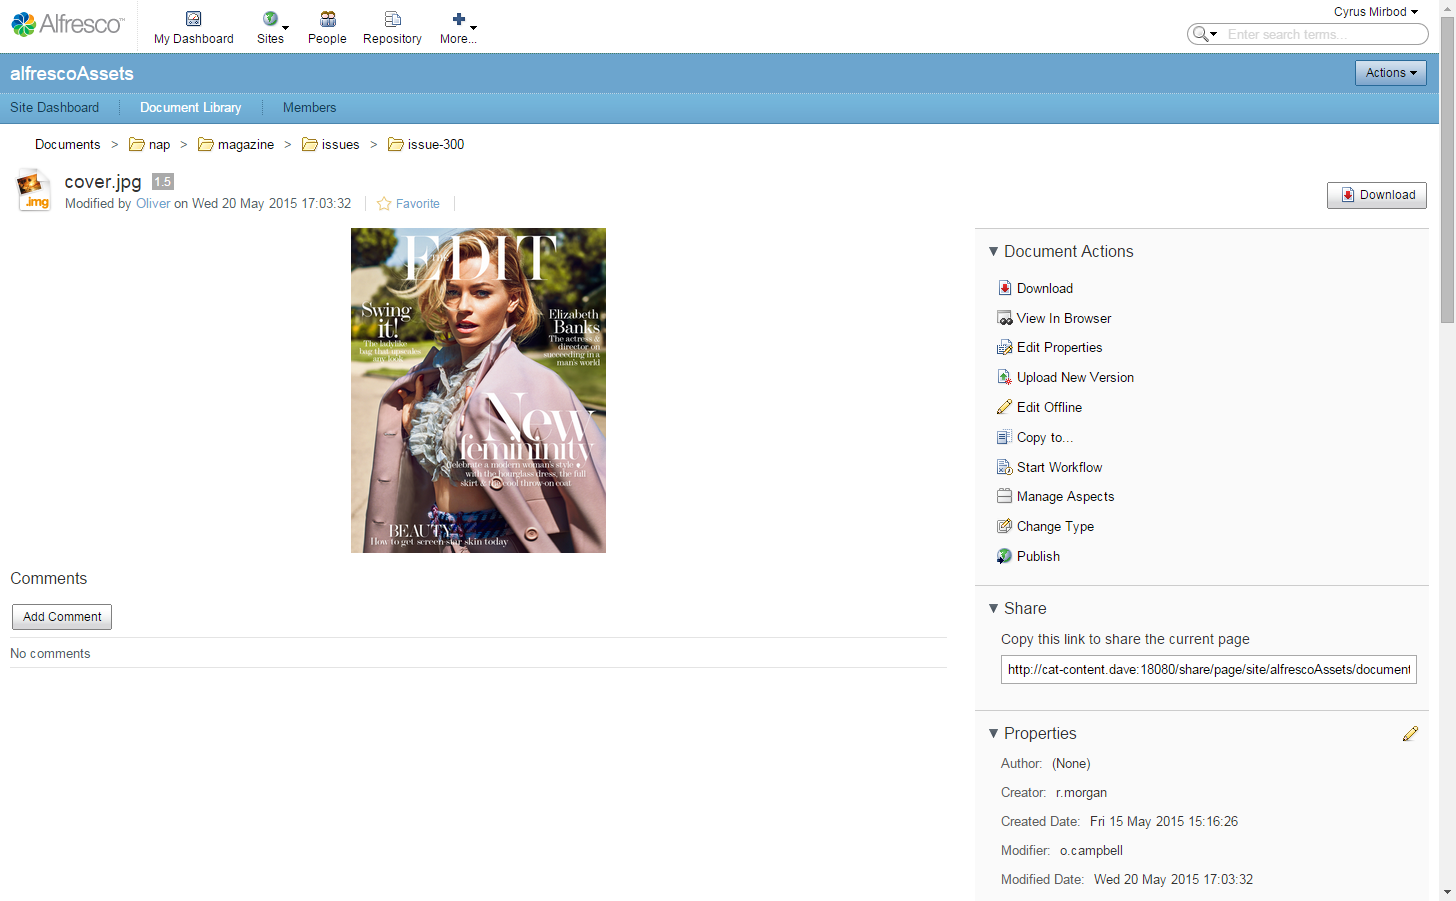 Alfresco™
My Dashboard
Sites
People
Repository
More...
Cyrus Mirbod
Enter search terms...
alfrescoAssets
Actions
Site Dashboard
Document Library
Members
Documents > nap > magazine > issues > issue-300
.img
cover.jpg 1.5
Modified by Oliver on Wed 20 May 2015 17:03:32
Favorite
Download
THE
EDIT
Swing
it!
The ladylike
bag that upscales
any look
Elizabeth
Banks
The actress &
director on
succeeding in a
man's world
New
femininity
Celebrate a modern woman's style
with the hourglass dress, the full
skirt & the cool throw-on coat
BEAUTY
How to get screen-star skin today
Comments
Add Comment
No comments
Document Actions
Download
View In Browser
Edit Properties
Upload New Version
Edit Offline
Copy to...
Start Workflow
Manage Aspects
Change Type
Publish
Share
Copy this link to share the current page
http://cat-content.dave:18080/share/page/site/alfrescoAssets/document
Properties
Author: (None)
Creator: r.morgan
Created Date: Fri 15 May 2015 15:16:26
Modifier: o.campbell
Modified Date: Wed 20 May 2015 17:03:32